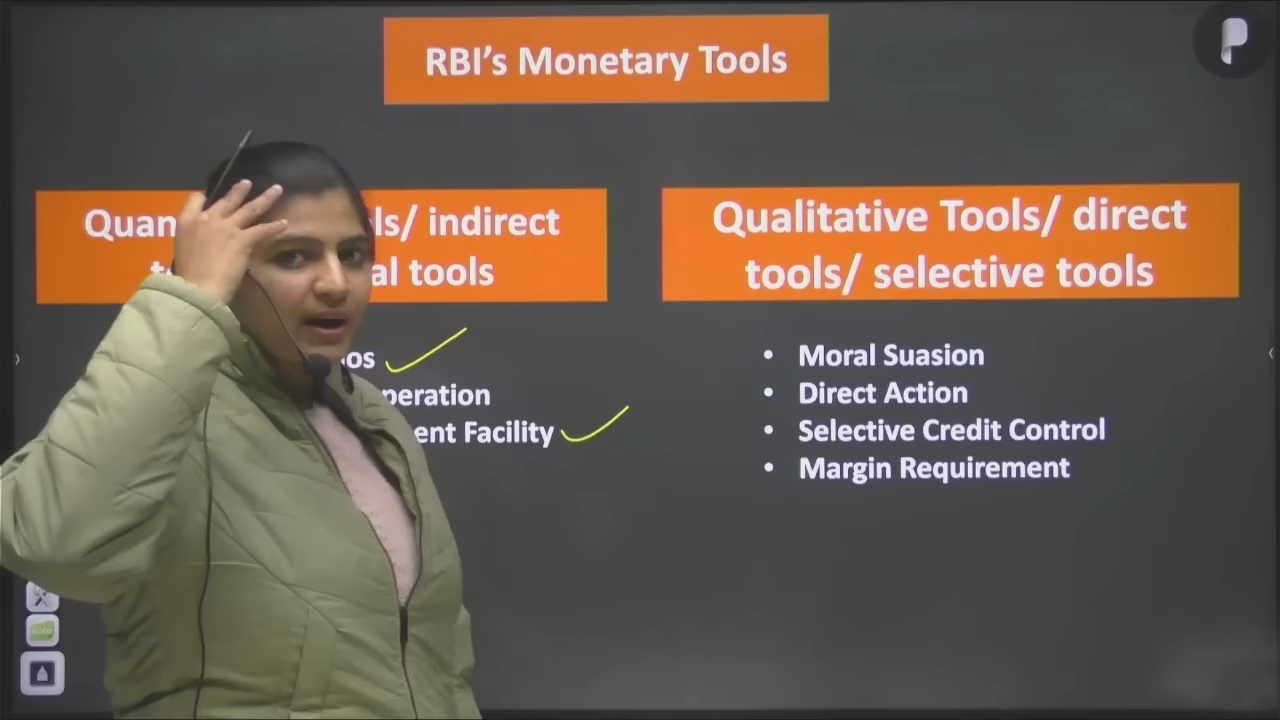 RBI's Monetary Tools
Quan ls/ indirect
al tools
Qualitative Tools/ direct
tools/ selective tools
os
peration
ent Facility
• Moral Suasion
• Direct Action
• Selective Credit Control
• Margin Requirement